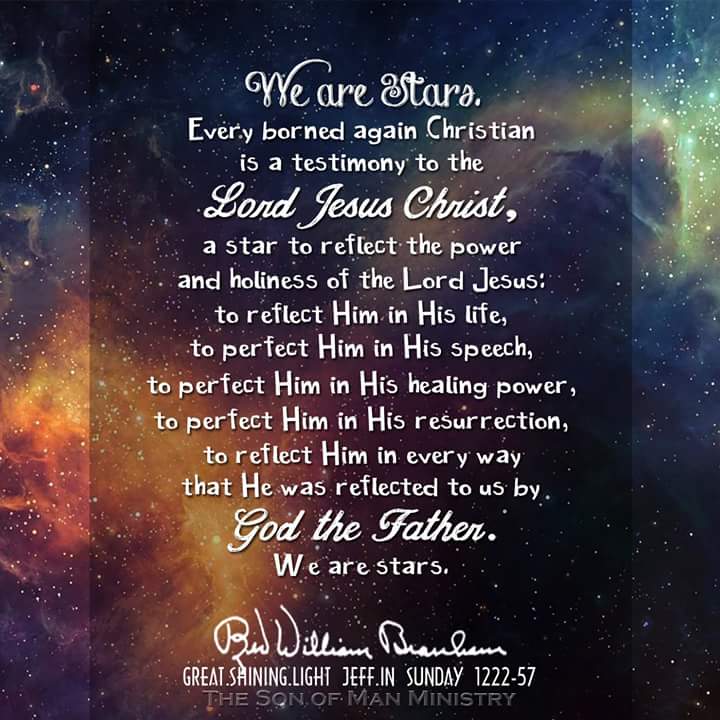 We are Stars.
Every borned again Christian
is a testimony to the
Lord Jesus Christ,
a star to reflect the power
and holiness of the Lord Jesus:
to reflect Him in His life,
to perfect Him in His speech,
to perfect Him in His healing power,
to perfect Him in His resurrection,
to reflect Him in every way
that He was reflected to us by
God the Father.
We are stars.
Rev William Branham
GREAT.SHINING.LIGHT JEFF.IN SUNDAY 1222-57
THE SON OF MAN MINISTRY